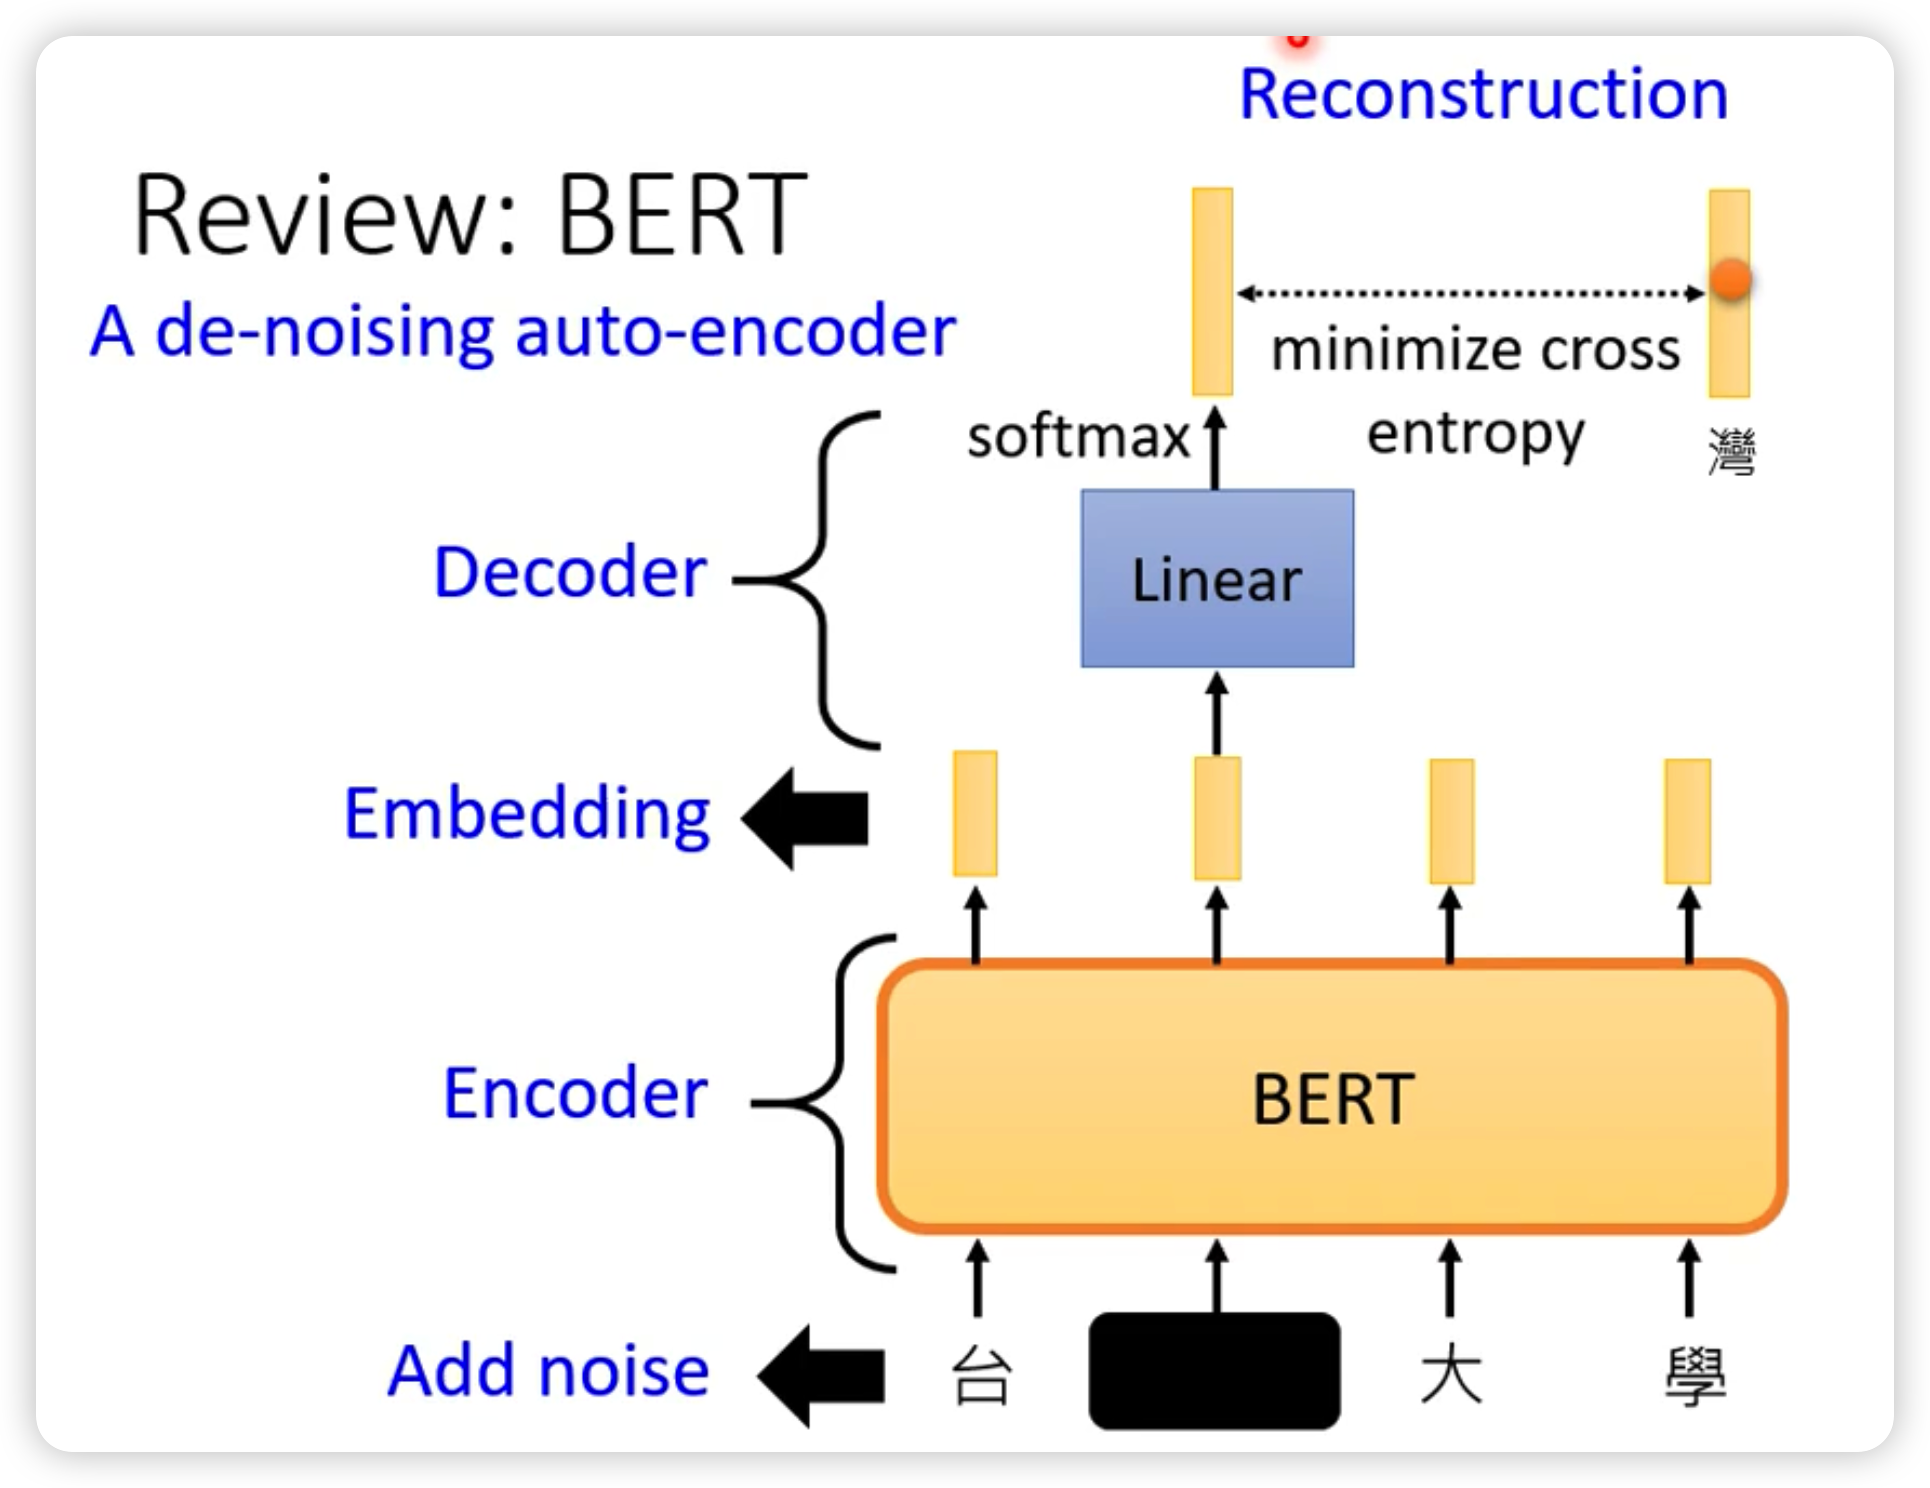 Reconstruction
Review: BERT
A de-noising auto-encoder
minimize cross
entropy
softmax
灣
Decoder
Linear
Embedding
Encoder
BERT
Add noise
台 大 學